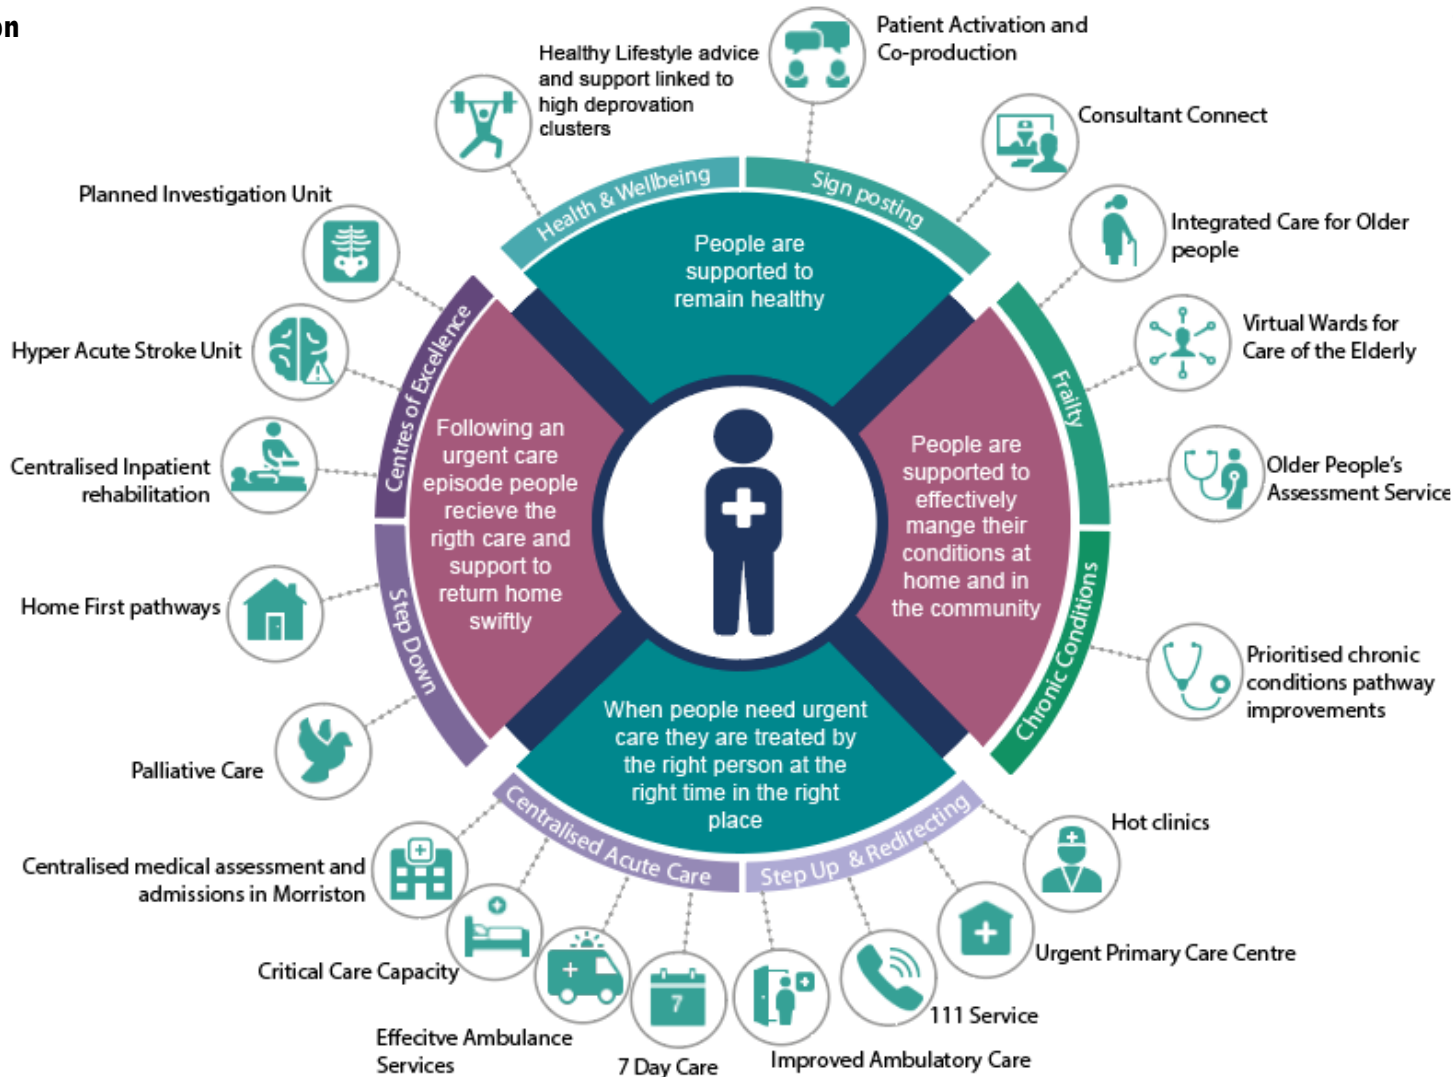 on
Healthy Lifestyle advice
and support linked to
high deprovation
clusters
Patient Activation and
Co-production
Consultant Connect
Integrated Care for Older
people
Virtual Wards for
Care of the Elderly
Older People's
Assessment Service
Prioritised chronic
conditions pathway
improvements
Hot clinics
Urgent Primary Care Centre
111 Service
Improved Ambulatory Care
7 Day Care
7
Effecitve Ambulance
Services
Critical Care Capacity
Centralised medical assessment and
admissions in Morriston
Palliative Care
Home First pathways
Centralised Inpatient
rehabilitation
Hyper Acute Stroke Unit
Planned Investigation Unit
Health & Wellbeing
Sign posting
Frailty
Chronic Conditions
Step Up & Redirecting
Centralised Acute Care
Step Down
Centres of Excellence
People are
supported to
remain healthy
People are
supported to
effectively
mange their
conditions at
home and in
the community
When people need urgent
care they are treated by
the right person at the
right time in the right
place
Following an
urgent care
episode people
recieve the
rigth care and
support to
return home
swiftly